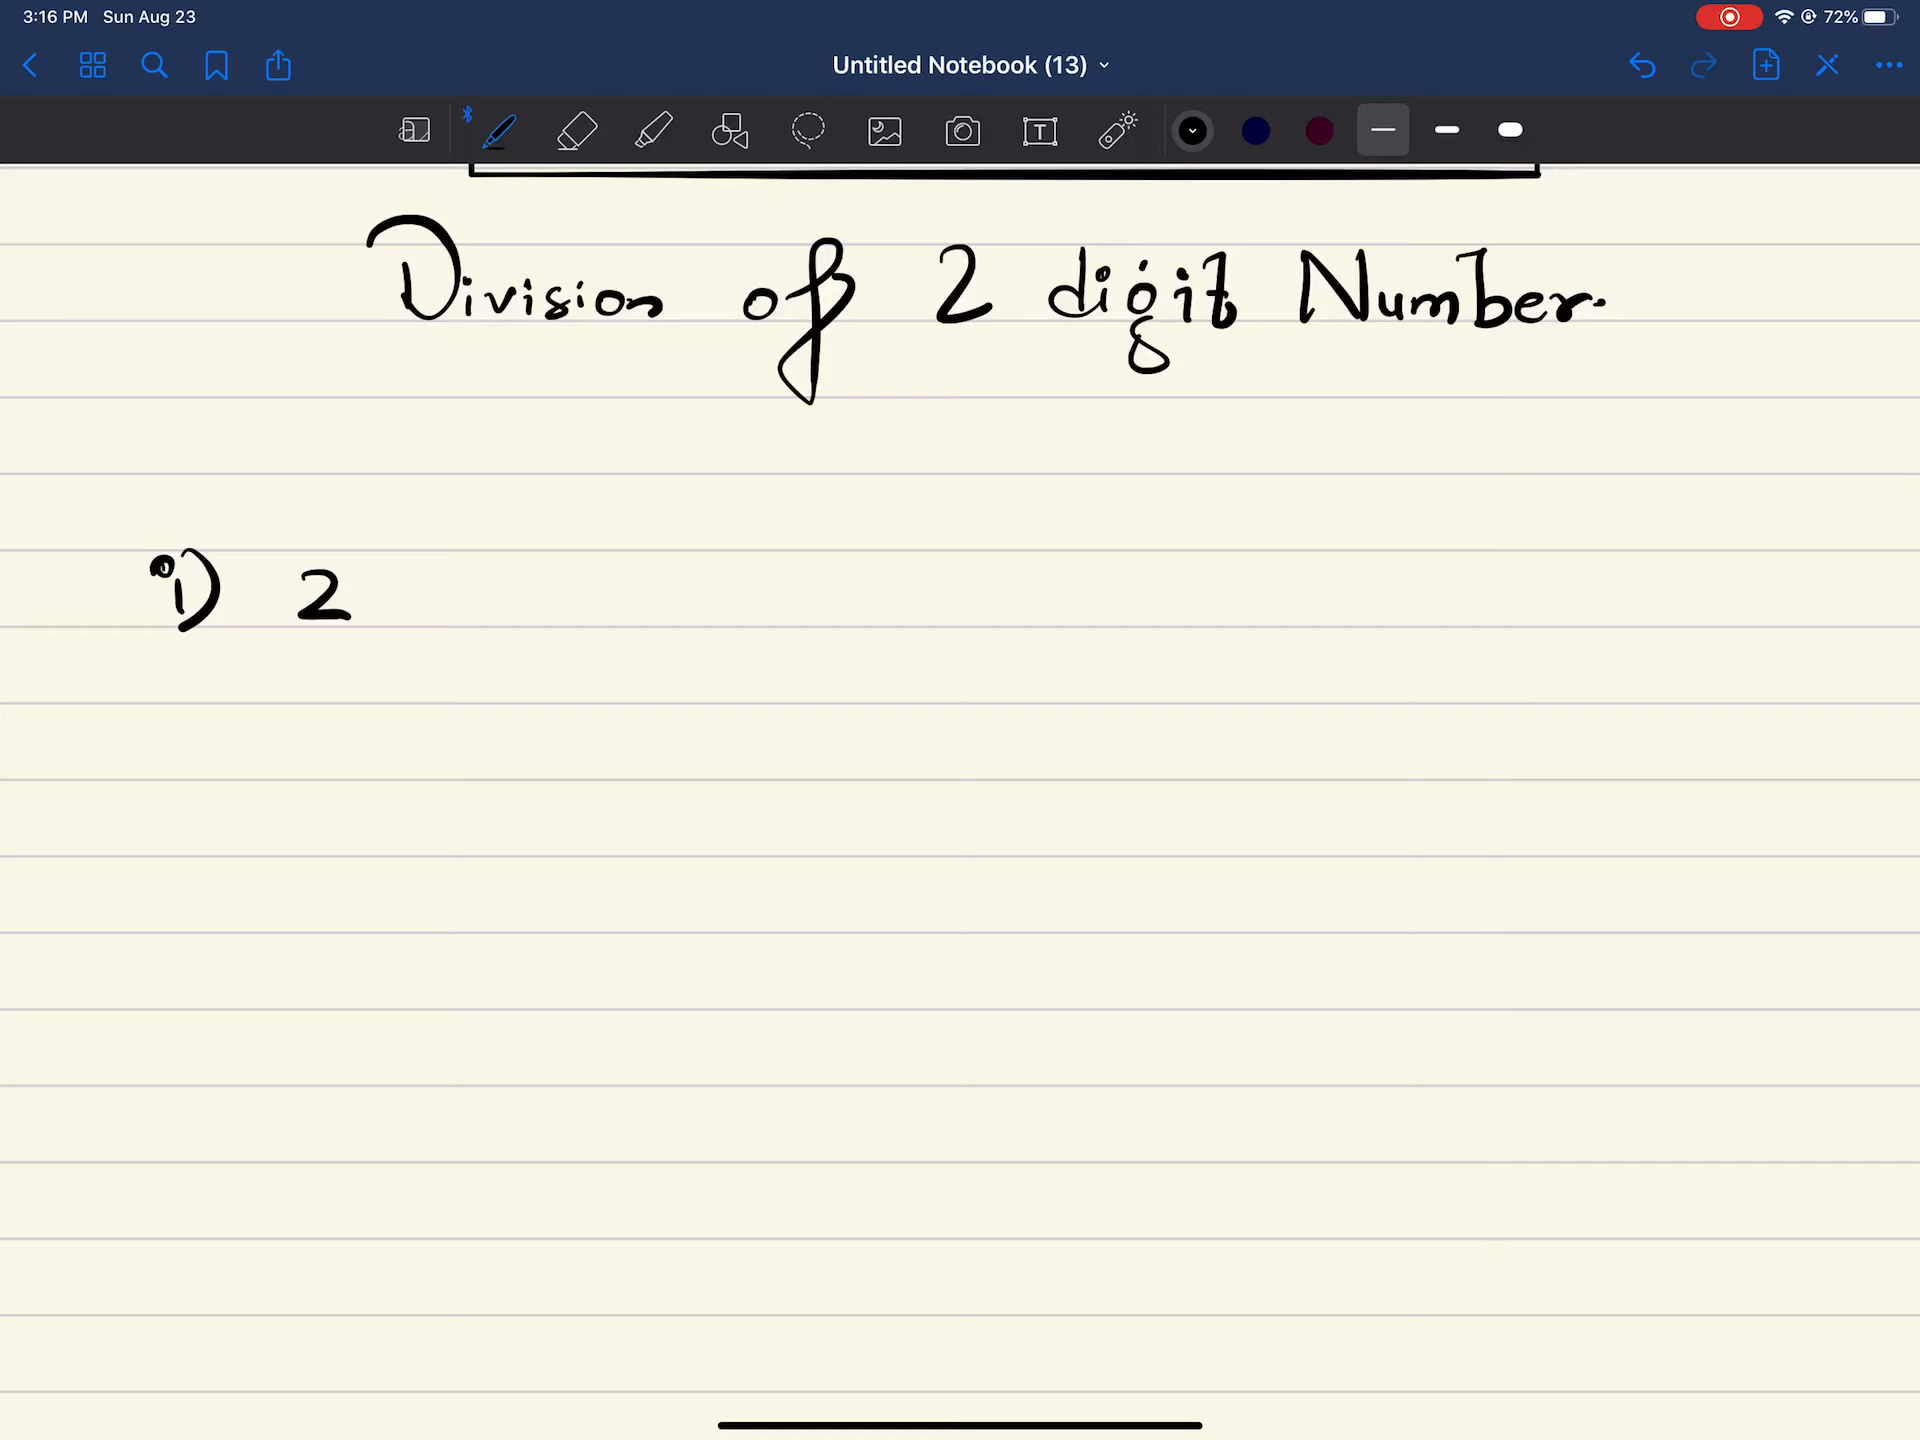 3:16 PM Sun Aug 23
72%
Untitled Notebook (13)
Division of 2 digit Number.
i) 2